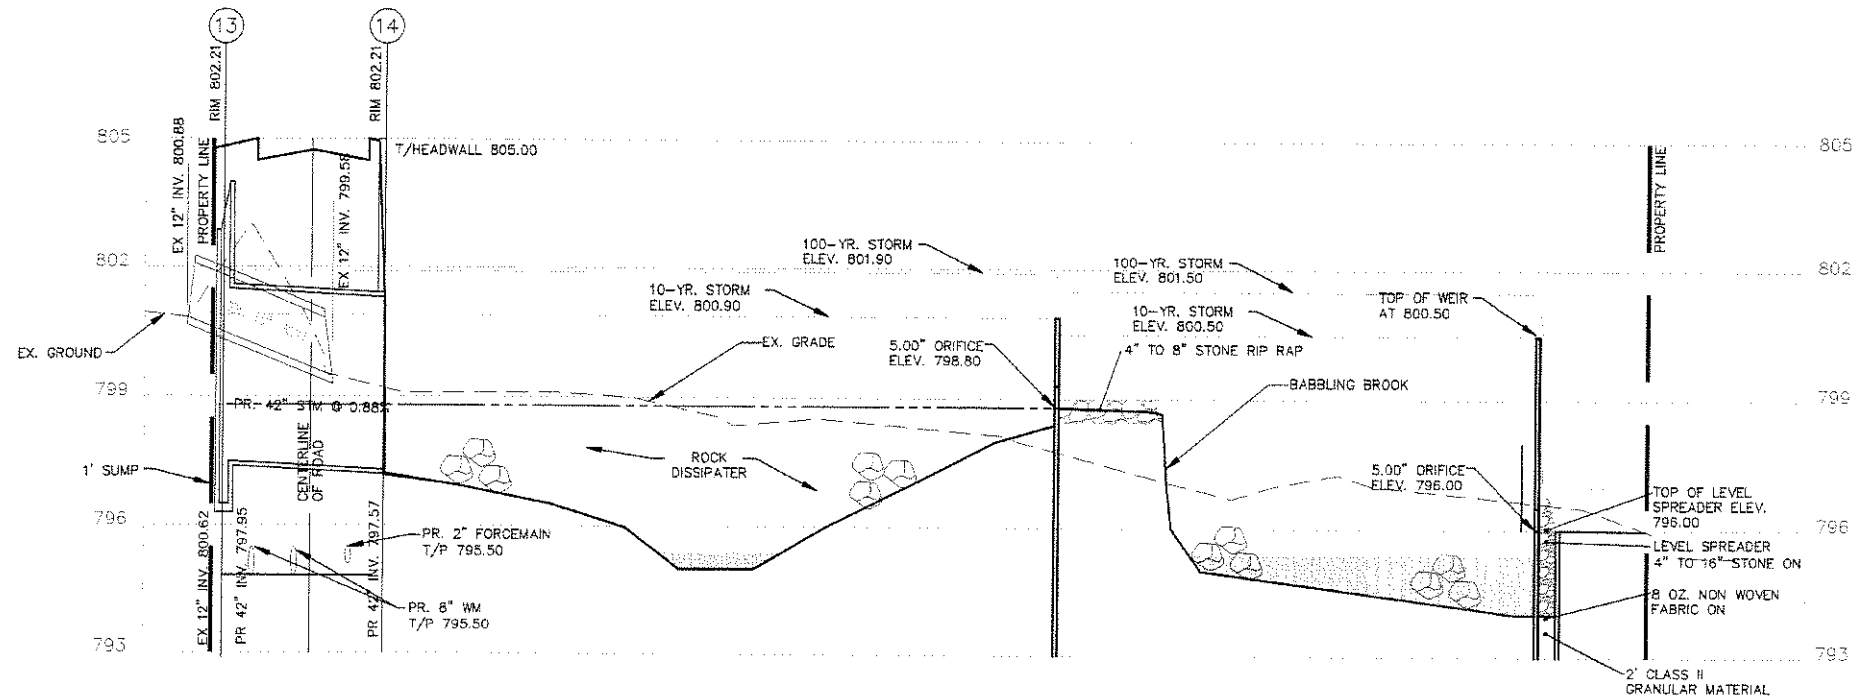 13
14
RIM 802.21
RIM 802.21
EX 12" INV. 800.88
PROPERTY LINE
EX 12" INV. 799.58
T/HEADWALL 805.00
PROPERTY LINE
805
805
802
802
799
799
796
796
793
793
100-YR. STORM
ELEV. 801.90
100-YR. STORM
ELEV. 801.50
10-YR. STORM
ELEV. 800.90
10-YR. STORM
ELEV. 800.50
TOP OF WEIR
AT 800.50
EX. GROUND
EX. GRADE
5.00" ORIFICE
ELEV. 798.80
4" TO 8" STONE RIP RAP
BABBLING BROOK
PR. 42" STM @ 0.88%
1' SUMP
CENTERLINE
OF ROAD
ROCK
DISSIPATER
5.00" ORIFICE
ELEV. 796.00
TOP OF LEVEL
SPREADER ELEV.
796.00
LEVEL SPREADER
4" TO 16" STONE ON
8 OZ. NON WOVEN
FABRIC ON
2' CLASS II
GRANULAR MATERIAL
EX 12" INV. 800.62
PR 42" INV. 797.95
PR 42" INV. 797.57
PR. 2" FORCEMAIN
T/P 795.50
PR. 8" WM
T/P 795.50